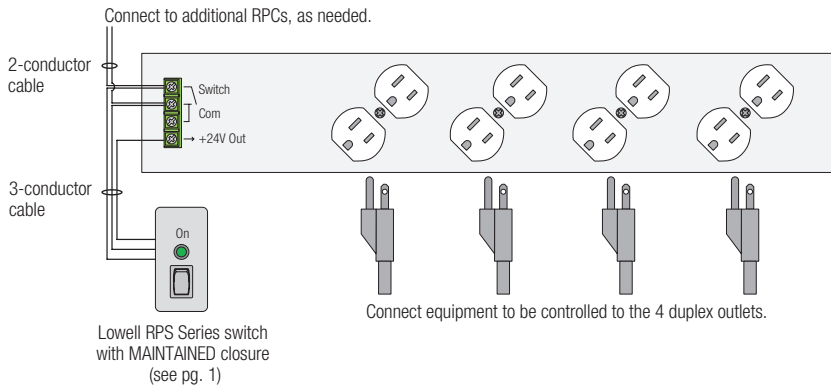 Connect to additional RPCs, as needed.
2-conductor
cable
Switch
Com
→ +24V Out
3-conductor
cable
On
Connect equipment to be controlled to the 4 duplex outlets.
Lowell RPS Series switch
with MAINTAINED closure
(see pg. 1)